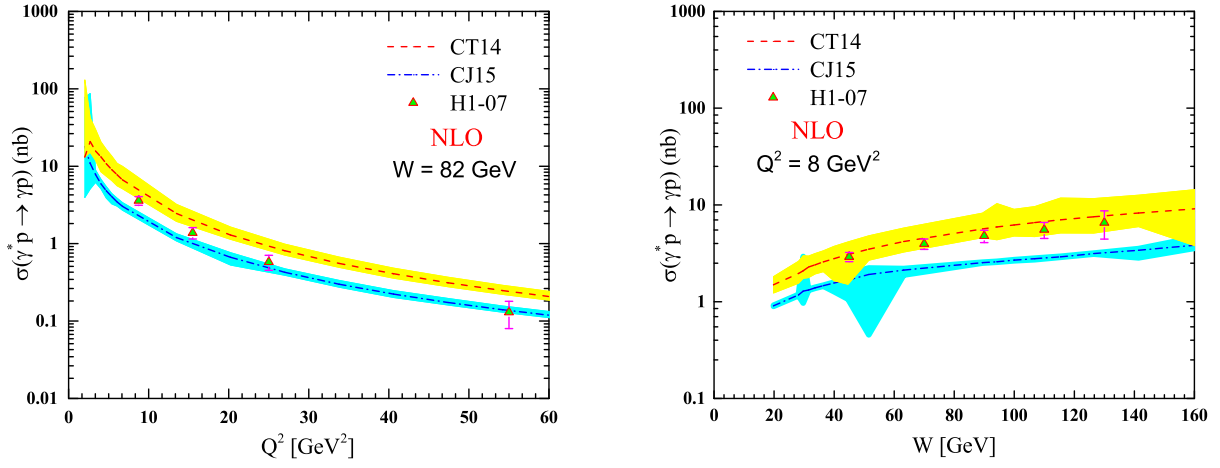 1000
100
10
1
0.1
0.01
σ(γ* p → γp) (nb)
CT14
CJ15
H1-07
NLO
W = 82 GeV
0 10 20 30 40 50 60
Q² [GeV²]
1000
100
10
1
0.1
σ(γ* p → γp) (nb)
CT14
CJ15
H1-07
NLO
Q² = 8 GeV²
0 20 40 60 80 100 120 140 160
W [GeV]